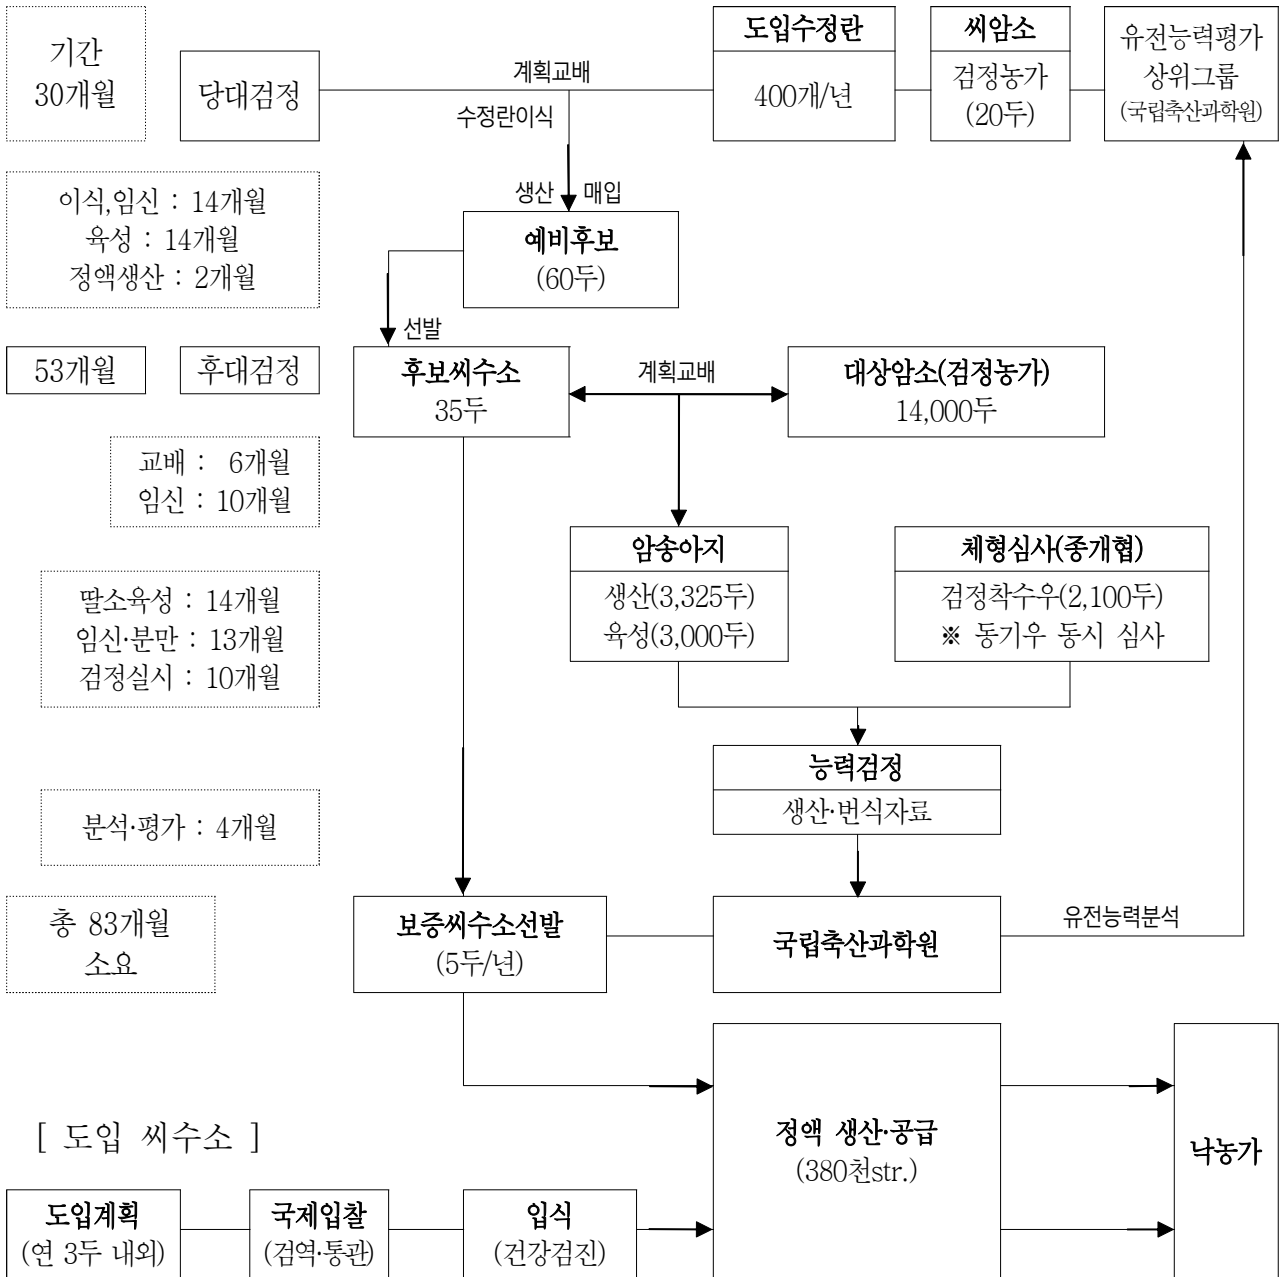 기간
30개월
당대검정
계획교배
수정란이식
도입수정란
400개/년
씨암소
검정농가
(20두)
유전능력평가
상위그룹
(국립축산과학원)
이식,임신 : 14개월
육성 : 14개월
정액생산 : 2개월
생산 매입
예비후보
(60두)
선발
53개월
후대검정
후보씨수소
35두
계획교배
대상암소(검정농가)
14,000두
교배 : 6개월
임신 : 10개월
암송아지
생산(3,325두)
육성(3,000두)
체형심사(종개협)
검정착수우(2,100두)
※ 동기우 동시 심사
딸소육성 : 14개월
임신·분만 : 13개월
검정실시 : 10개월
능력검정
생산·번식자료
분석·평가 : 4개월
총 83개월
소요
보증씨수소선발
(5두/년)
국립축산과학원
유전능력분석
정액 생산·공급
(380천str.)
낙농가
[ 도입 씨수소 ]
도입계획
(연 3두 내외)
국제입찰
(검역·통관)
입식
(건강검진)